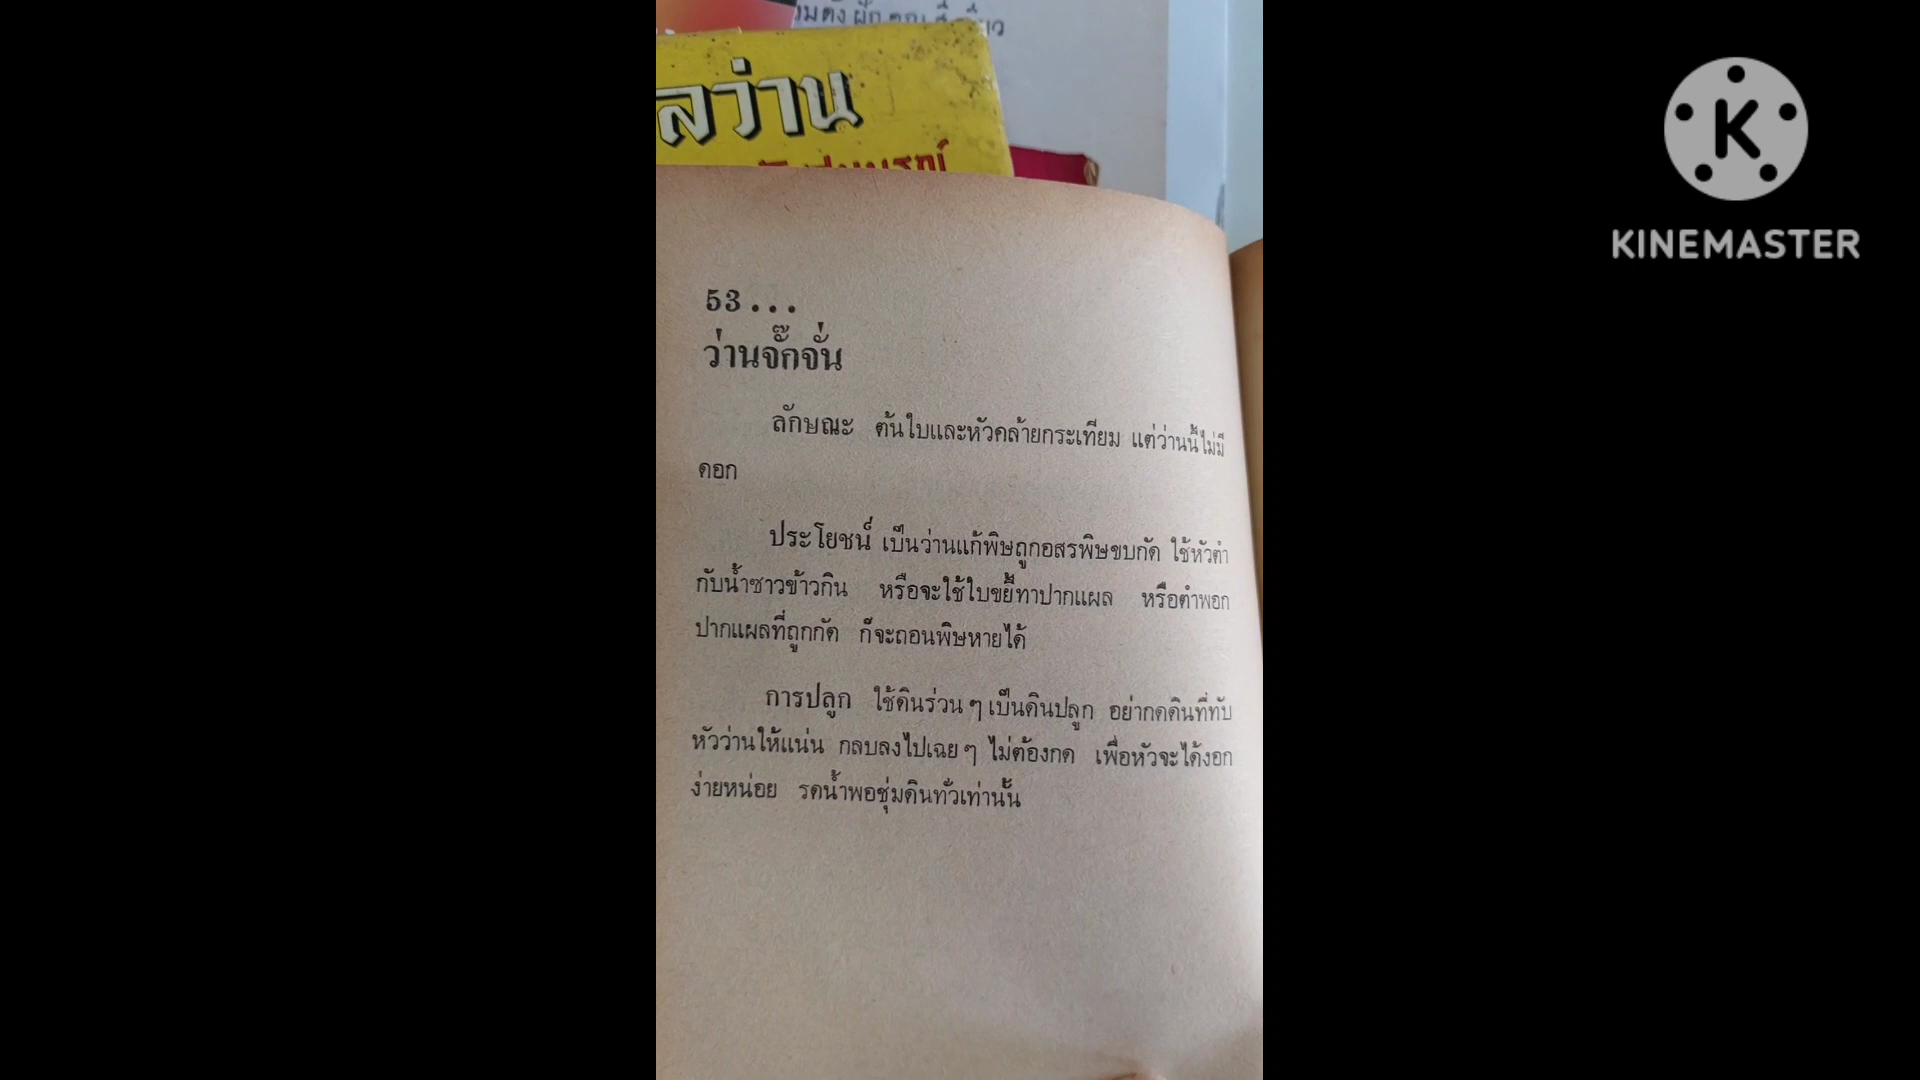 ลว่าน
KINEMASTER
53...
ว่านจั๊กจั่น
ลักษณะ ต้นใบและหัวคล้ายกระเทียม แต่ว่านนี้ไม่มี
ดอก
ประโยชน์ เป็นว่านแก้พิษถูกอสรพิษขบกัด ใช้หัวตำ
กับน้ำซาวข้าวกิน หรือจะใช้ใบขยี้ทาปากแผล หรือตำพอก
ปากแผลที่ถูกกัด ก็จะถอนพิษหายได้
การปลูก ใช้ดินร่วนๆเป็นดินปลูก อย่ากดดินที่ทับ
หัวว่านให้แน่น กลบลงไปเฉยๆ ไม่ต้องกด เพื่อหัวจะได้งอก
ง่ายหน่อย รดน้ำพอชุ่มดินทั่วเท่านั้น